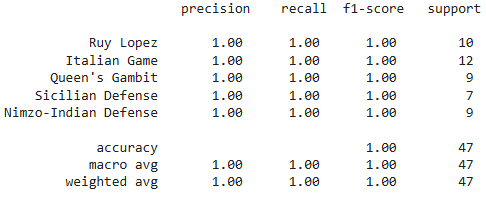 precision recall f1-score support
Ruy Lopez 1.00 1.00 1.00 10
Italian Game 1.00 1.00 1.00 12
Queen's Gambit 1.00 1.00 1.00 9
Sicilian Defense 1.00 1.00 1.00 7
Nimzo-Indian Defense 1.00 1.00 1.00 9
accuracy 1.00 47
macro avg 1.00 1.00 1.00 47
weighted avg 1.00 1.00 1.00 47